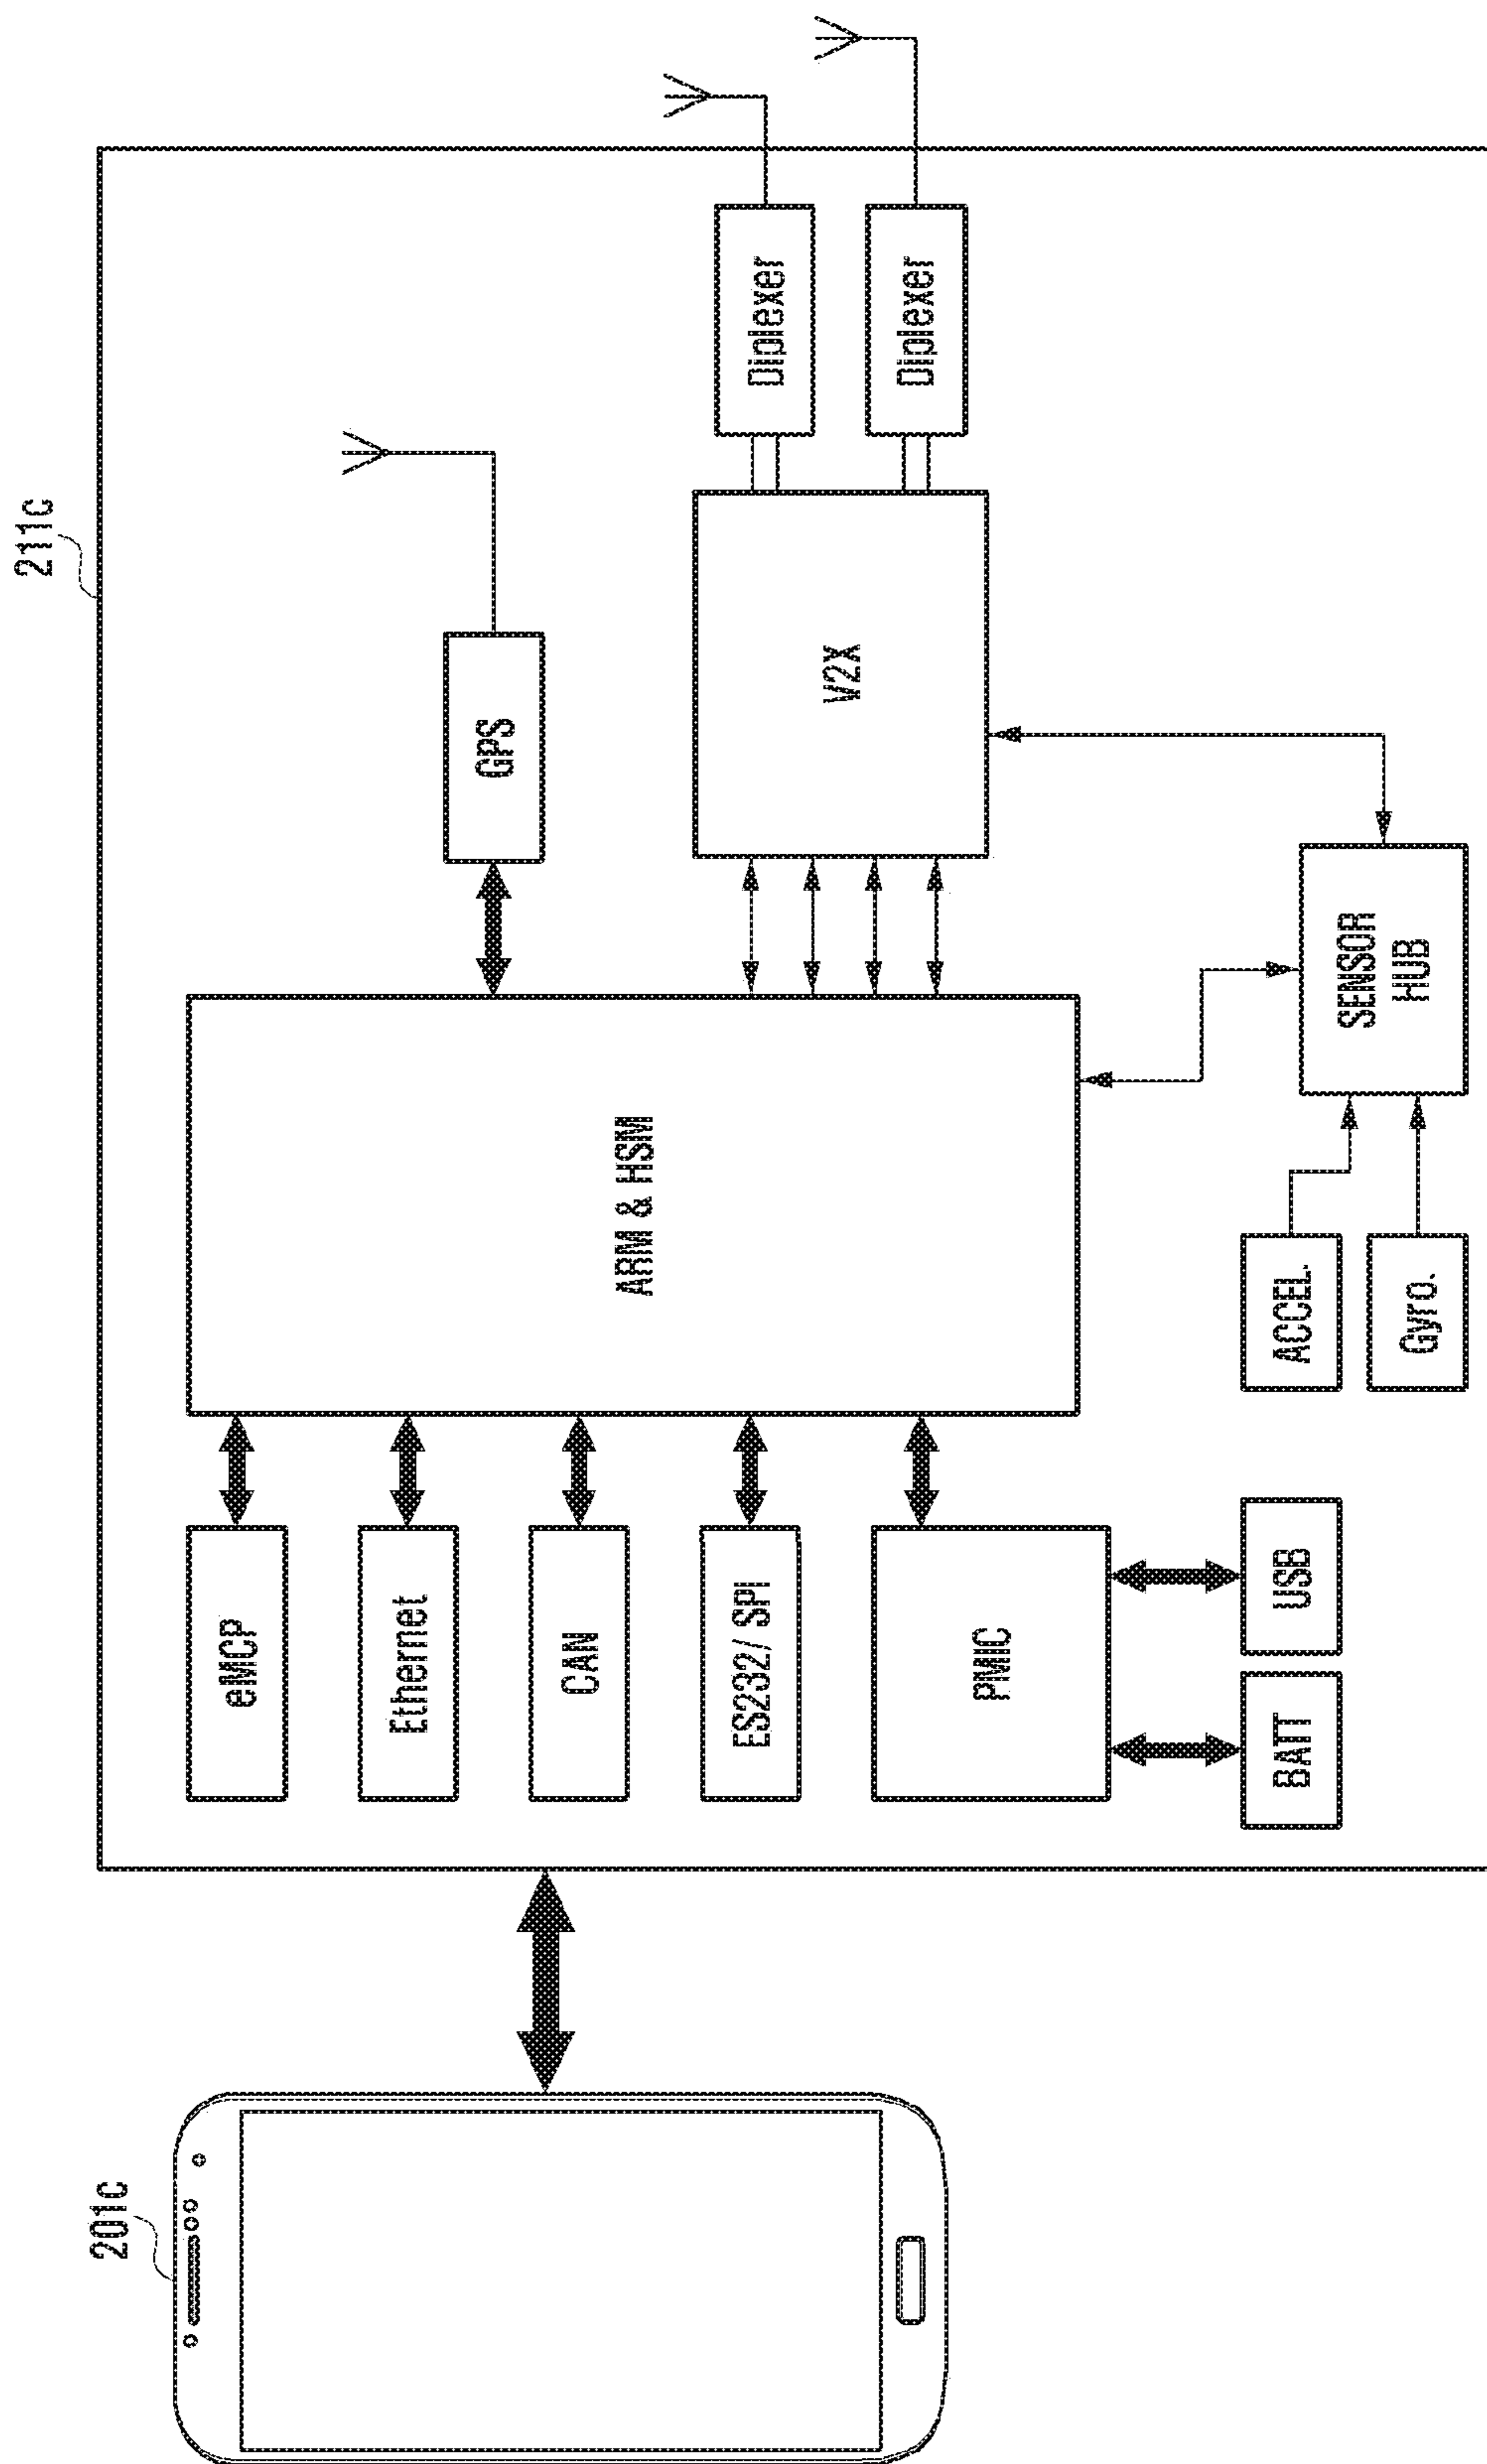 211c
201c
eMCP
Ethernet
CAN
ES232/ SPI
PMIC
BATT
USB
ARM & HSM
GPS
V2X
Diplexer
Diplexer
ACCEL.
Gyro.
SENSOR
HUB